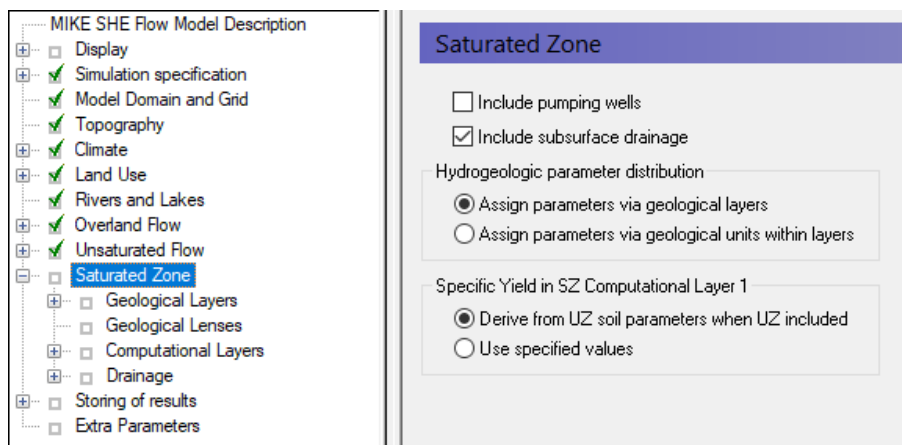 MIKE SHE Flow Model Description
Display
Simulation specification
Model Domain and Grid
Topography
Climate
Land Use
Rivers and Lakes
Overland Flow
Unsaturated Flow
Saturated Zone
Geological Layers
Geological Lenses
Computational Layers
Drainage
Storing of results
Extra Parameters
Saturated Zone
Include pumping wells
Include subsurface drainage
Hydrogeologic parameter distribution
Assign parameters via geological layers
Assign parameters via geological units within layers
Specific Yield in SZ Computational Layer 1
Derive from UZ soil parameters when UZ included
Use specified values